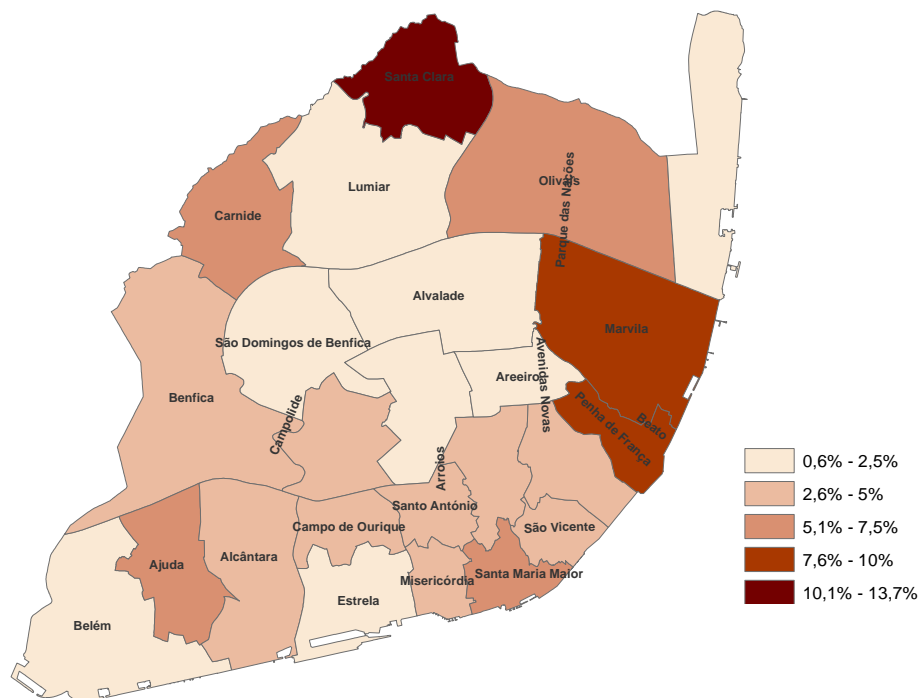 Santa Clara
Olivais
Parque das Nações
Lumiar
Carnide
Alvalade
Marvila
São Domingos de Benfica
Avenidas Novas
Areeiro
Benfica
Campolide
Penha de França
Beato
Arroios
Santo António
Campo de Ourique
São Vicente
Alcântara
Ajuda
Misericórdia
Santa Maria Maior
Estrela
Belém
0,6% - 2,5%
2,6% - 5%
5,1% - 7,5%
7,6% - 10%
10,1% - 13,7%